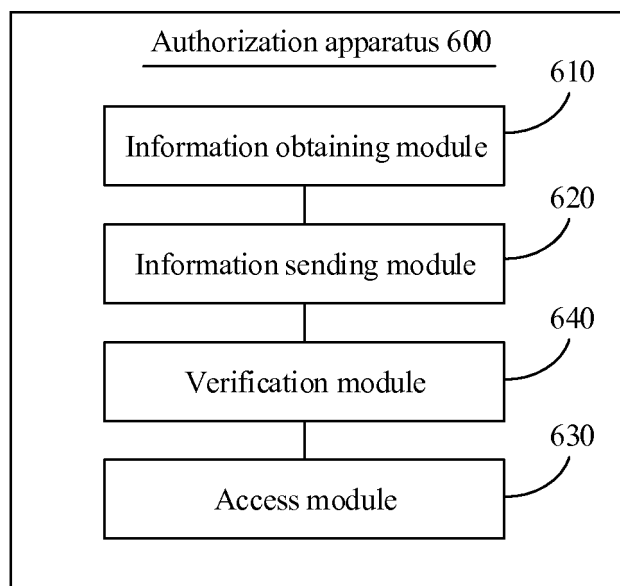 Authorization apparatus 600
610
Information obtaining module
620
Information sending module
640
Verification module
630
Access module